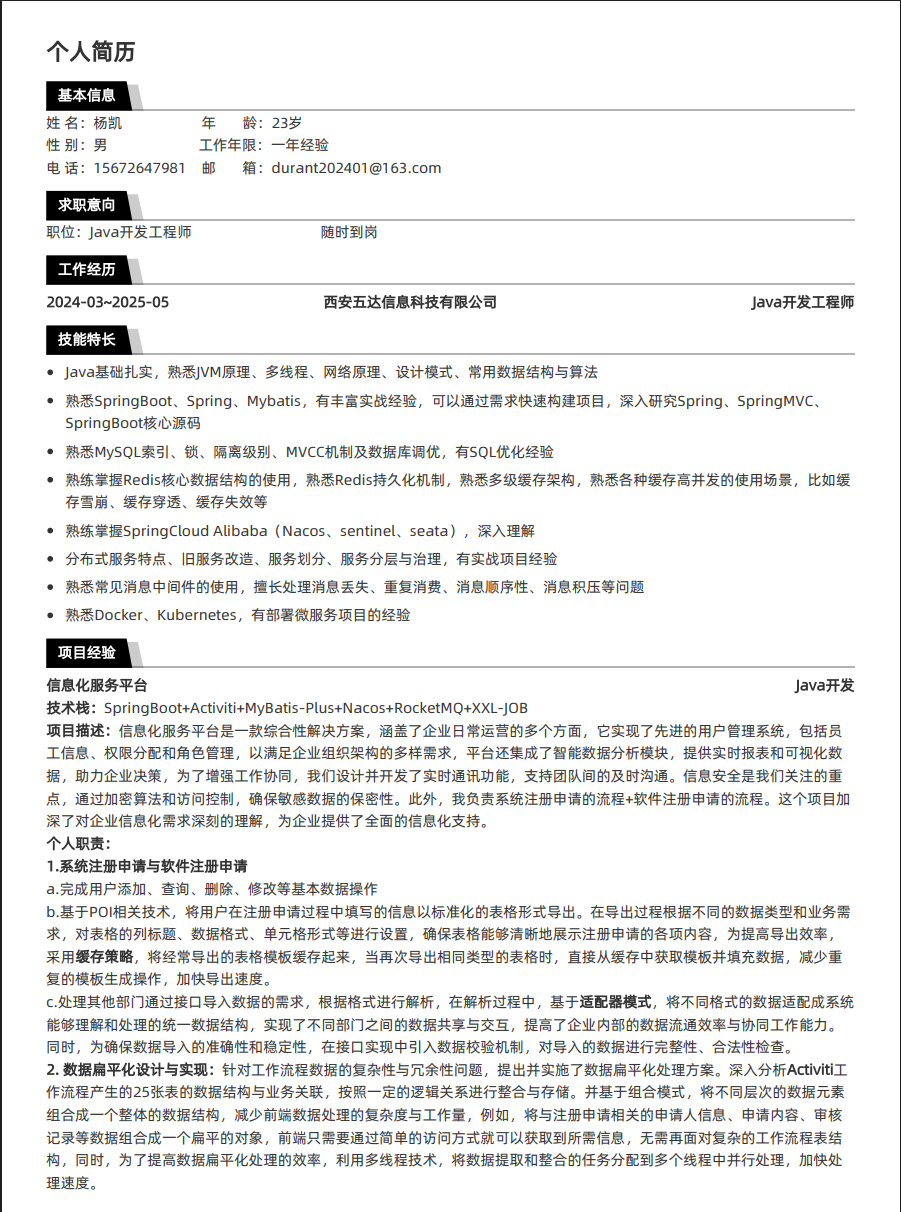 个人简历
基本信息
姓 名：杨凯 年 龄：23岁
性 别：男 工作年限：一年经验
电 话：15672647981 邮 箱：durant202401@163.com
求职意向
职位：Java开发工程师 随时到岗
工作经历
2024-03~2025-05 西安五达信息科技有限公司 Java开发工程师
技能特长
• Java基础扎实，熟悉JVM原理、多线程、网络原理、设计模式、常用数据结构与算法
• 熟悉SpringBoot、Spring、Mybatis，有丰富实战经验，可以通过需求快速构建项目，深入研究Spring、SpringMVC、
SpringBoot核心源码
• 熟悉MySQL索引、锁、隔离级别、MVCC机制及数据库调优，有SQL优化经验
• 熟练掌握Redis核心数据结构的使用，熟悉Redis持久化机制，熟悉多级缓存架构，熟悉各种缓存高并发的使用场景，比如缓
存雪崩、缓存穿透、缓存失效等
• 熟练掌握SpringCloud Alibaba（Nacos、sentinel、seata），深入理解
• 分布式服务特点、旧服务改造、服务划分、服务分层与治理，有实战项目经验
• 熟悉常见消息中间件的使用，擅长处理消息丢失、重复消费、消息顺序性、消息积压等问题
• 熟悉Docker、Kubernetes，有部署微服务项目的经验
项目经验
信息化服务平台 Java开发
技术栈：SpringBoot+Activiti+MyBatis-Plus+Nacos+RocketMQ+XXL-JOB
项目描述：信息化服务平台是一款综合性解决方案，涵盖了企业日常运营的多个方面，它实现了先进的用户管理系统，包括员
工信息、权限分配和角色管理，以满足企业组织架构的多样需求，平台还集成了智能数据分析模块，提供实时报表和可视化数
据，助力企业决策，为了增强工作协同，我们设计并开发了实时通讯功能，支持团队间的及时沟通。信息安全是我们关注的重
点，通过加密算法和访问控制，确保敏感数据的保密性。此外，我负责系统注册申请的流程+软件注册申请的流程。这个项目加
深了对企业信息化需求深刻的理解，为企业提供了全面的信息化支持。
个人职责：
1.系统注册申请与软件注册申请
a.完成用户添加、查询、删除、修改等基本数据操作
b.基于POI相关技术，将用户在注册申请过程中填写的信息以标准化的表格形式导出。在导出过程根据不同的数据类型和业务需
求，对表格的列标题、数据格式、单元格形式等进行设置，确保表格能够清晰地展示注册申请的各项内容，为提高导出效率，
采用缓存策略，将经常导出的表格模板缓存起来，当再次导出相同类型的表格时，直接从缓存中获取模板并填充数据，减少重
复的模板生成操作，加快导出速度。
c.处理其他部门通过接口导入数据的需求，根据格式进行解析，在解析过程中，基于适配器模式，将不同格式的数据适配成系统
能够理解和处理的统一数据结构，实现了不同部门之间的数据共享与交互，提高了企业内部的数据流通效率与协同工作能力。
同时，为确保数据导入的准确性和稳定性，在接口实现中引入数据校验机制，对导入的数据进行完整性、合法性检查。
2. 数据扁平化设计与实现：针对工作流程数据的复杂性与冗余性问题，提出并实施了数据扁平化处理方案。深入分析Activiti工
作流程产生的25张表的数据结构与业务关联，按照一定的逻辑关系进行整合与存储。并基于组合模式，将不同层次的数据元素
组合成一个整体的数据结构，减少前端数据处理的复杂度与工作量，例如，将与注册申请相关的申请人信息、申请内容、审核
记录等数据组合成一个扁平的对象，前端只需要通过简单的访问方式就可以获取到所需信息，无需再面对复杂的工作流程表结
构，同时，为了提高数据扁平化处理的效率，利用多线程技术，将数据提取和整合的任务分配到多个线程中并行处理，加快处
理速度。